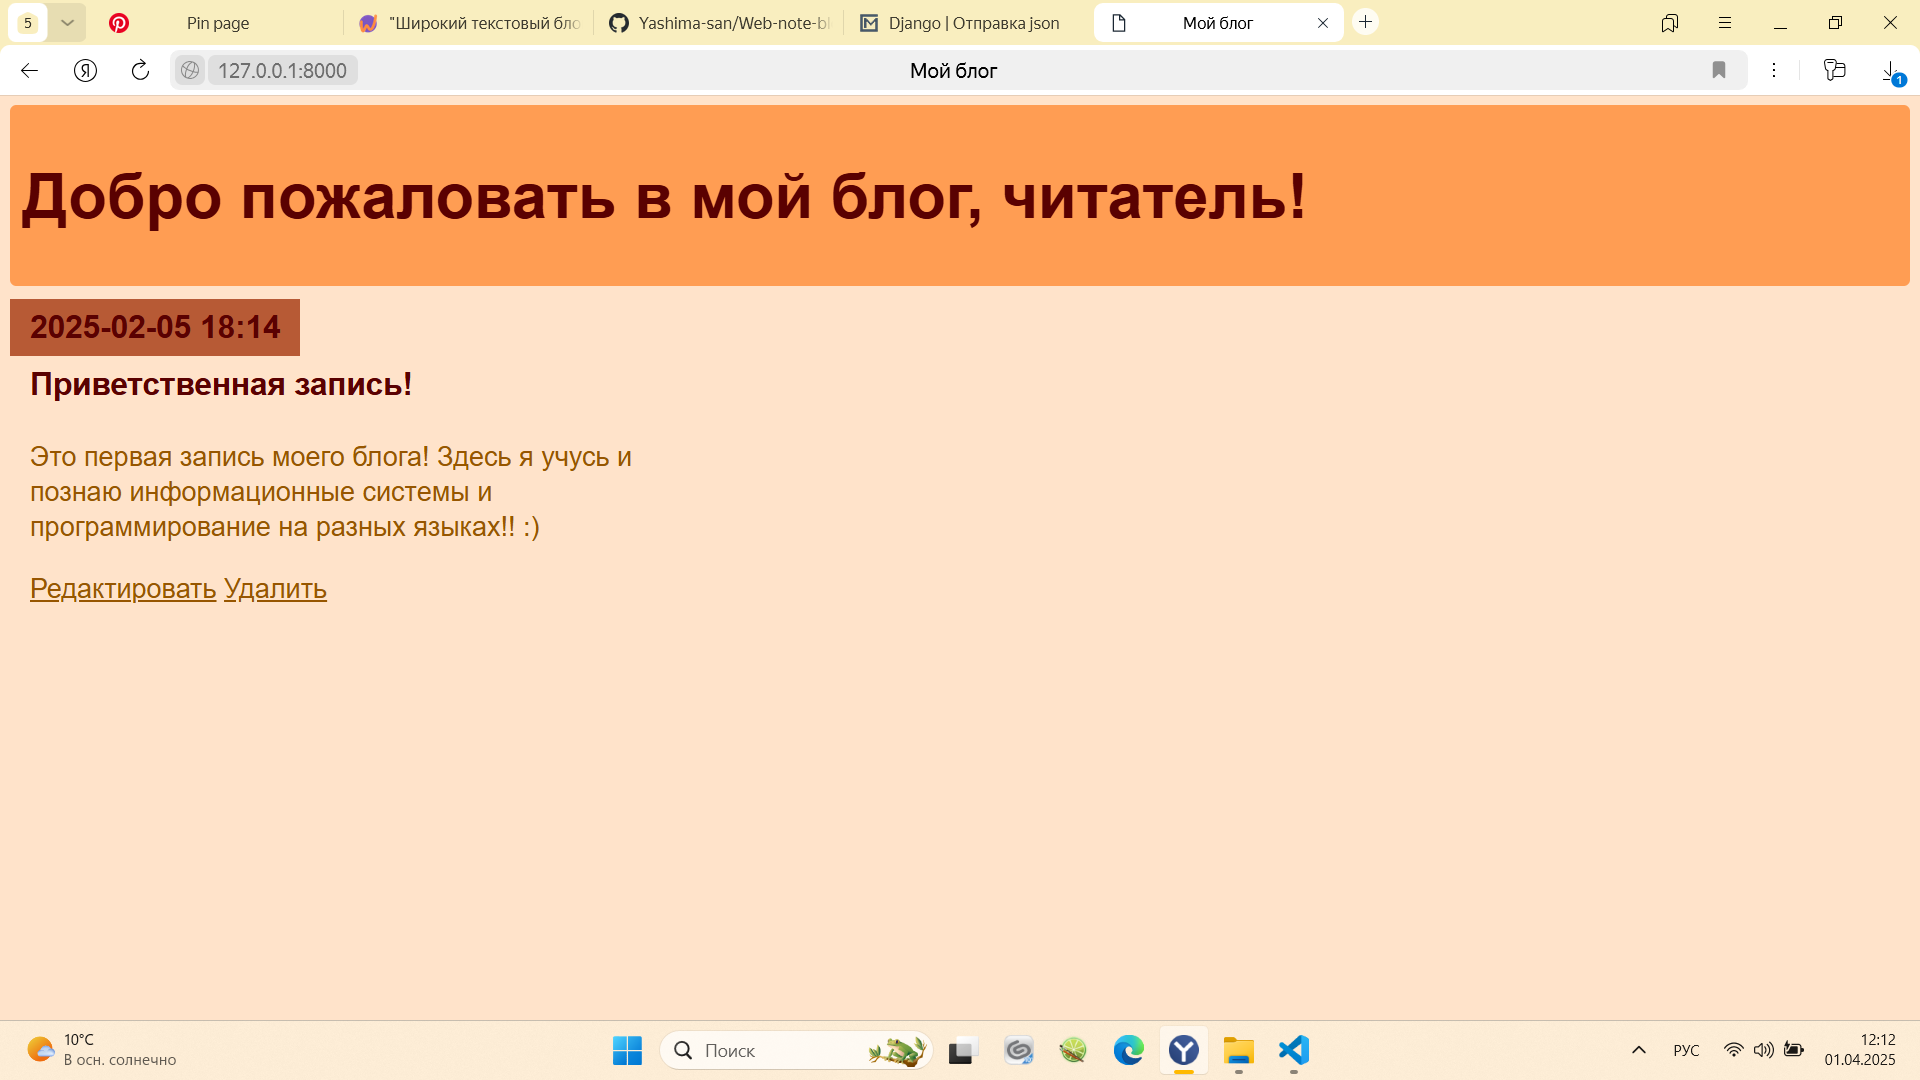 5
Pin page
"Широкий текстовый бло
Yashima-san/Web-note-bl
Django | Отправка json
Мой блог
127.0.0.1:8000
Мой блог
1
Добро пожаловать в мой блог, читатель!
2025-02-05 18:14
Приветственная запись!
Это первая запись моего блога! Здесь я учусь и
познаю информационные системы и
программирование на разных языках!! :)
Редактировать Удалить
10°C
В осн. солнечно
Поиск
РУС
12:12
01.04.2025